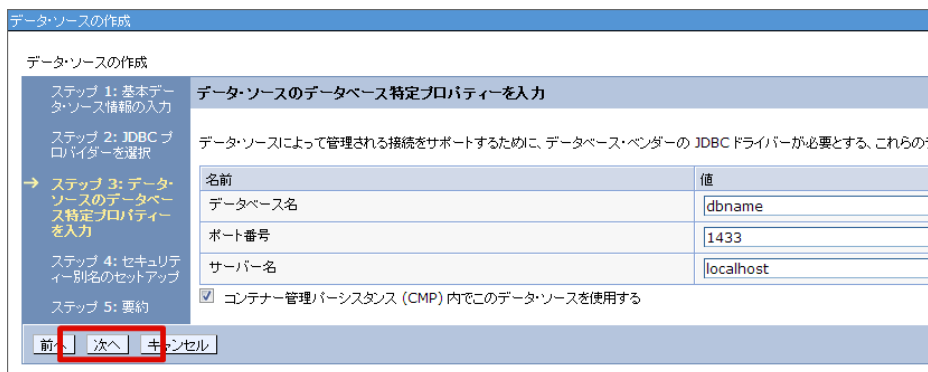 データ・ソースの作成
データ・ソースの作成
ステップ 1: 基本デー
タ・ソース情報の入力
ステップ 2: JDBC プ
ロバイダーを選択
→ ステップ 3: データ・
ソースのデータベー
ス特定プロパティー
を入力
ステップ 4: セキュリテ
ィー別名のセットアップ
ステップ 5: 要約
データ・ソースのデータベース特定プロパティーを入力
データ・ソースによって管理される接続をサポートするために、データベース・ベンダーの JDBC ドライバーが必要とする、これらの
名前 値
データベース名 dbname
ポート番号 1433
サーバー名 localhost
コンテナー管理パーシスタンス (CMP) 内でこのデータ・ソースを使用する
前へ 次へ キャンセル